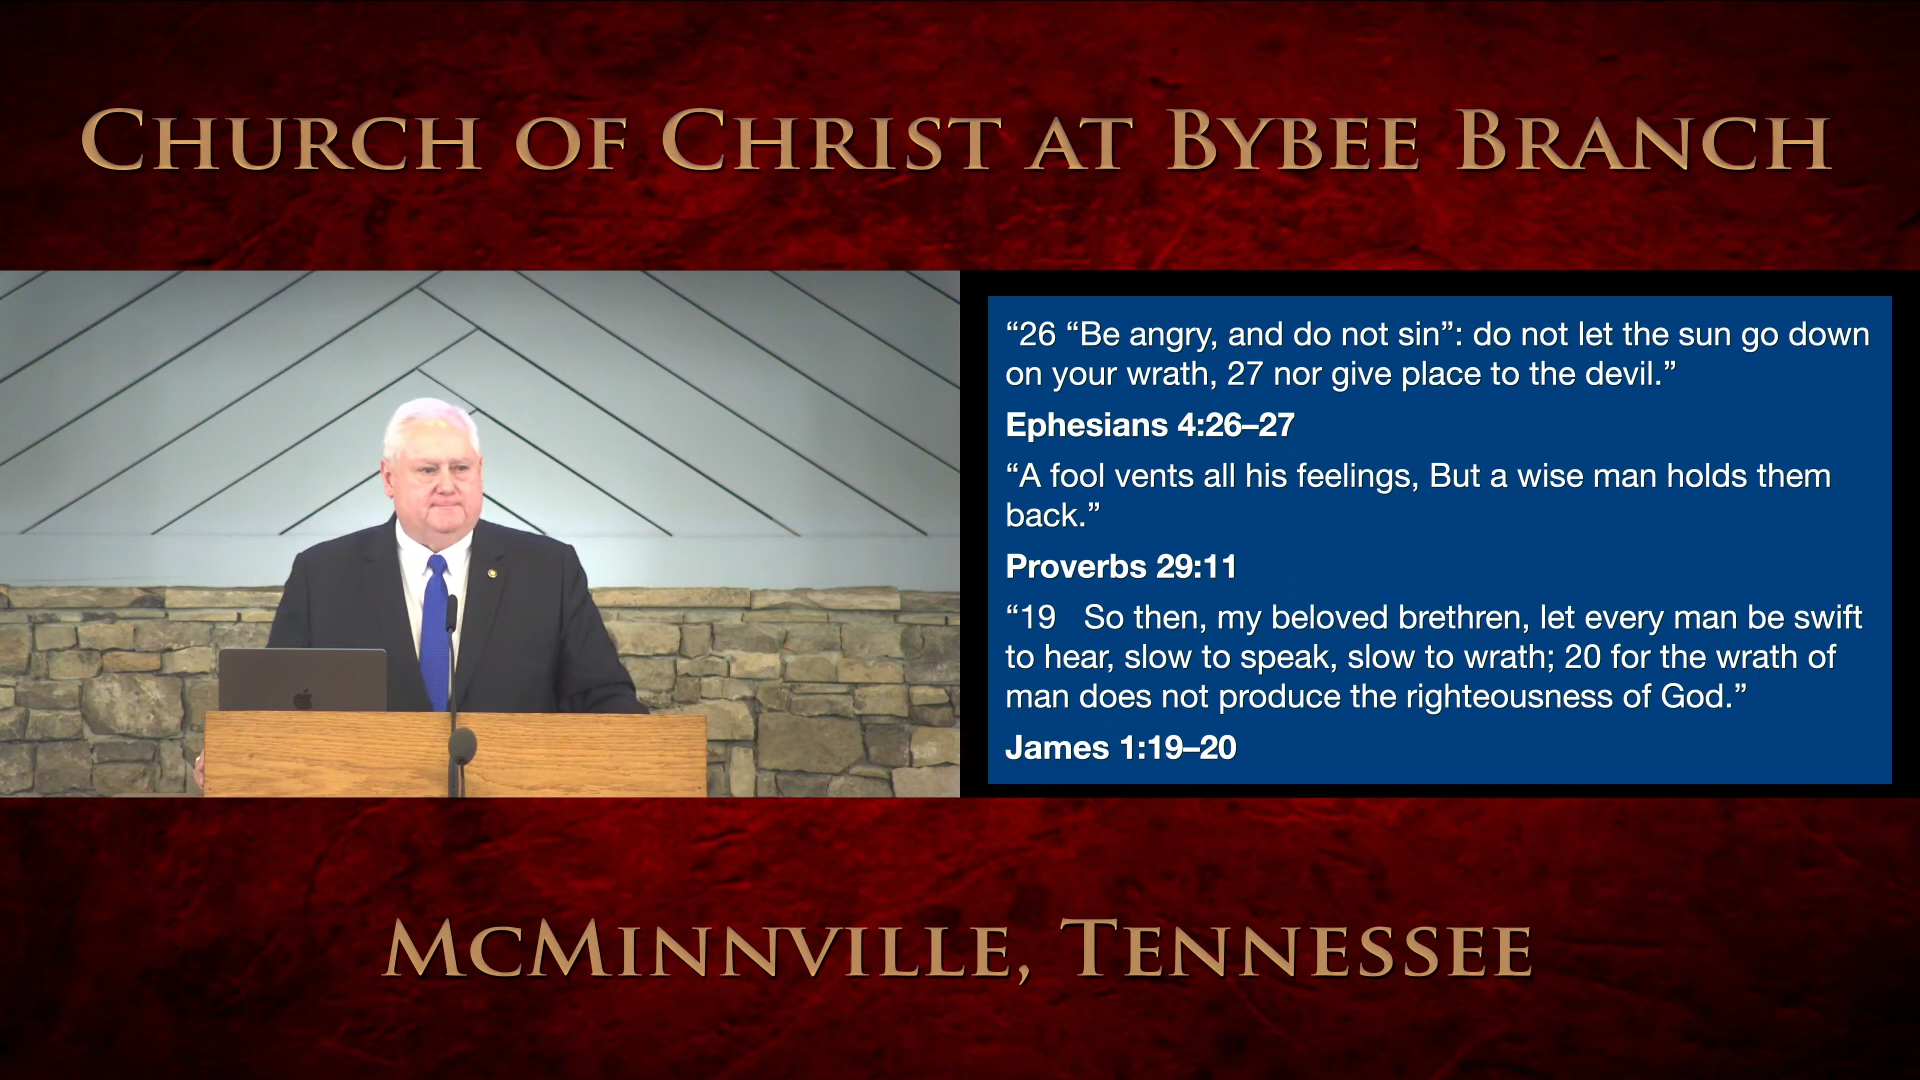 CHURCH OF CHRIST AT BYBEE BRANCH
“26 “Be angry, and do not sin”: do not let the sun go down
on your wrath, 27 nor give place to the devil.”
Ephesians 4:26–27
“A fool vents all his feelings, But a wise man holds them
back.”
Proverbs 29:11
“19   So then, my beloved brethren, let every man be swift
to hear, slow to speak, slow to wrath; 20 for the wrath of
man does not produce the righteousness of God.”
James 1:19–20
MCMINNVILLE, TENNESSEE